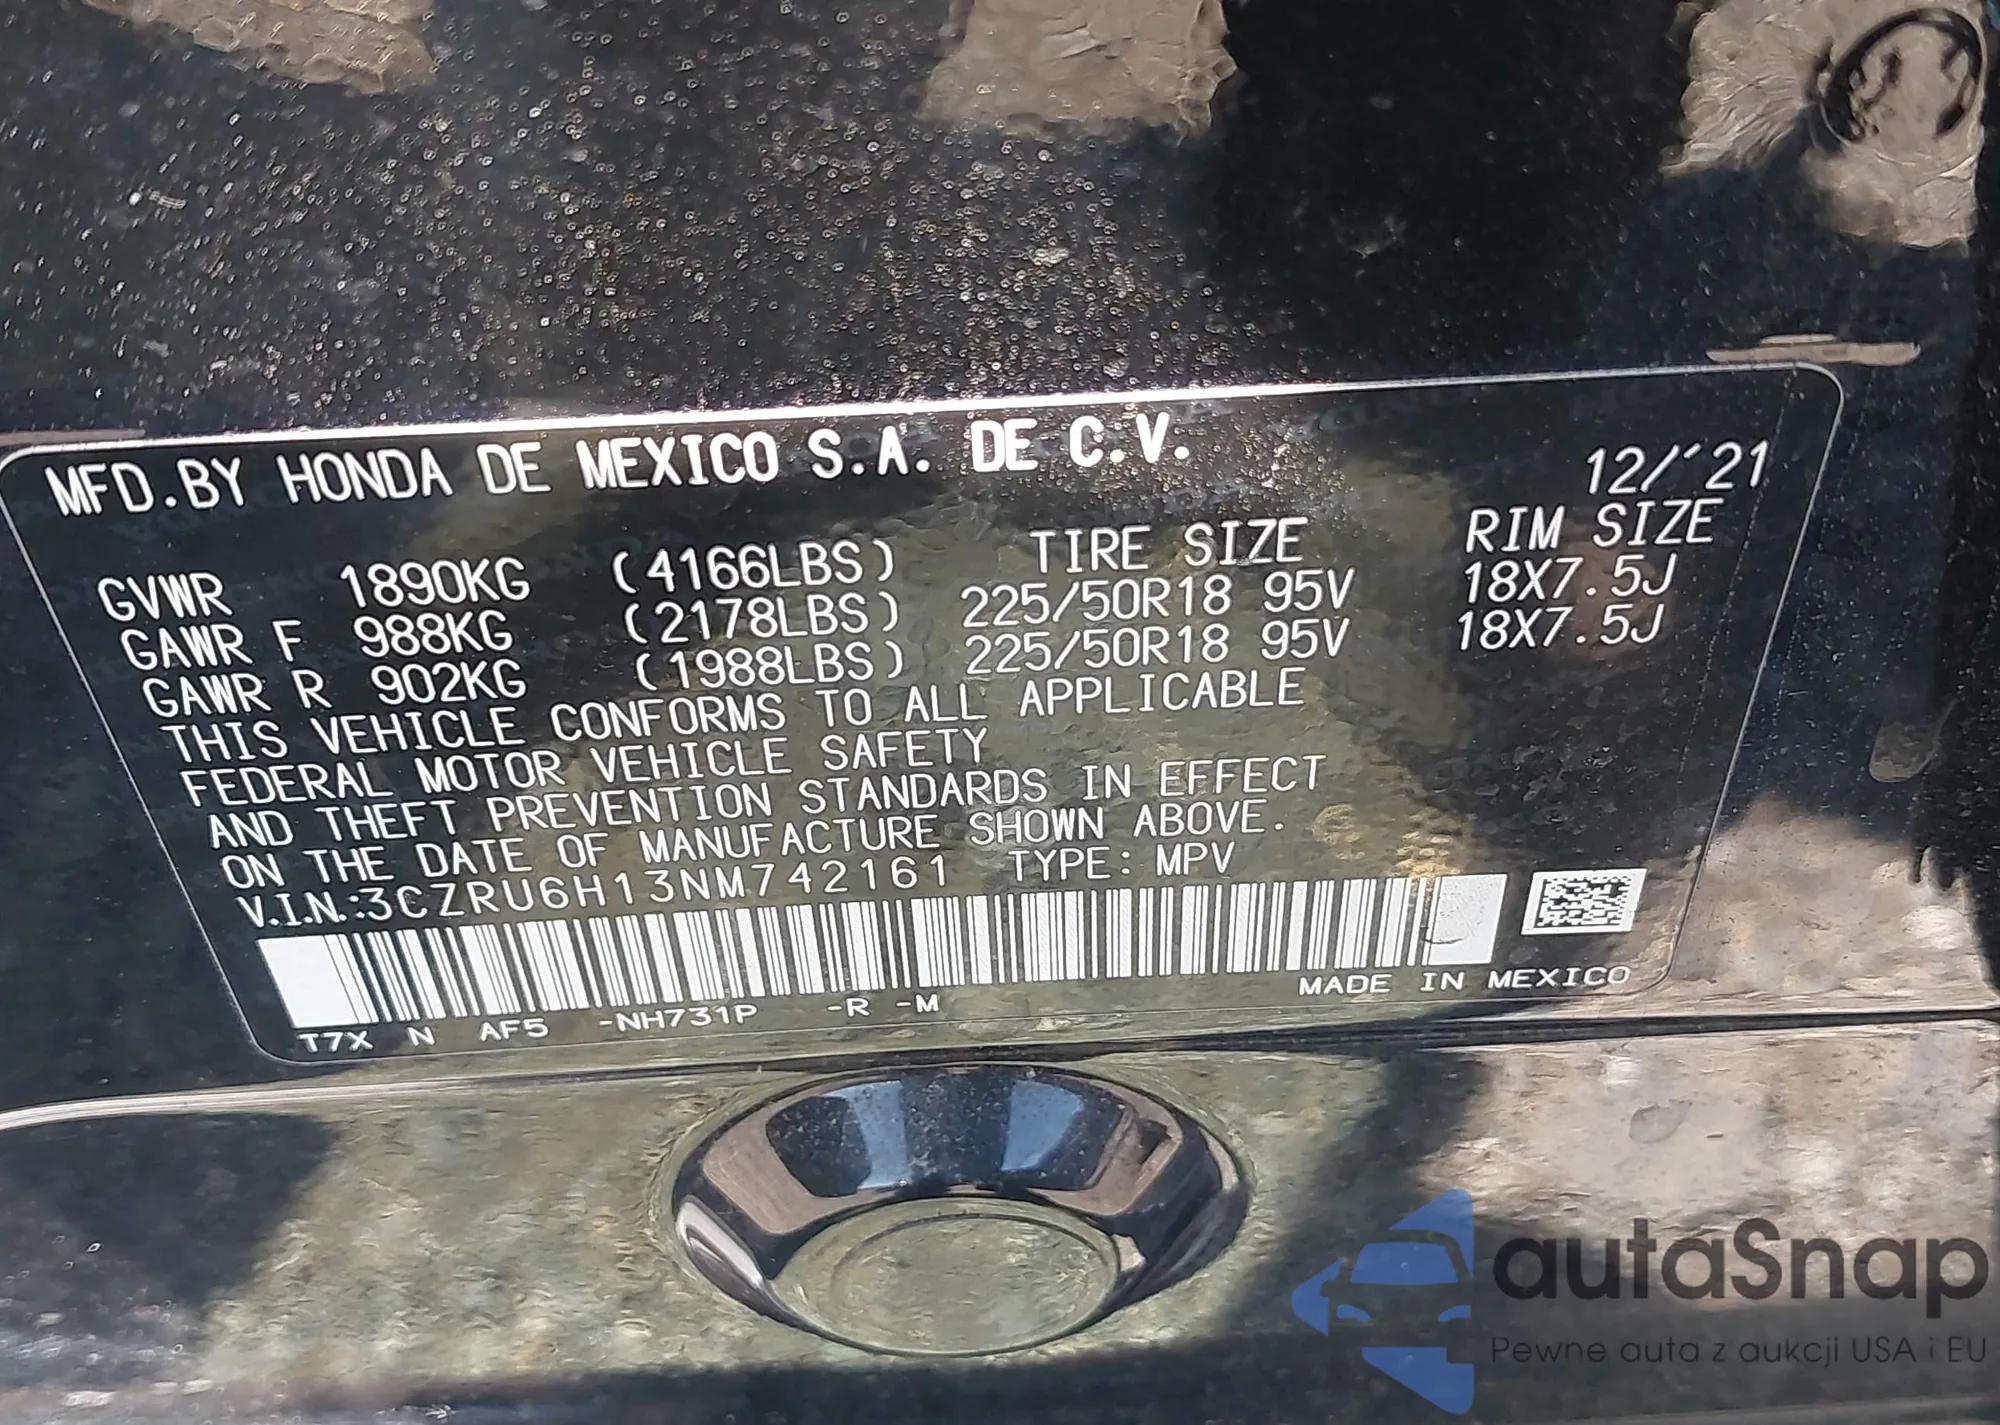 MFD.BY HONDA DE MEXICO S.A. DE C.V.
12/'21
GVWR 1890KG (4166LBS) TIRE SIZE RIM SIZE
GAWR F 988KG (2178LBS) 225/50R18 95V 18X7.5J
GAWR R 902KG (1988LBS) 225/50R18 95V 18X7.5J
THIS VEHICLE CONFORMS TO ALL APPLICABLE
FEDERAL MOTOR VEHICLE SAFETY
AND THEFT PREVENTION STANDARDS IN EFFECT
ON THE DATE OF MANUFACTURE SHOWN ABOVE.
V.I.N.:3CZRU6H13NM742161 TYPE: MPV
T7X N AF5 -NH731P -R -M MADE IN MEXICO
autaSnap
Pewne auta z aukcji USA i EU